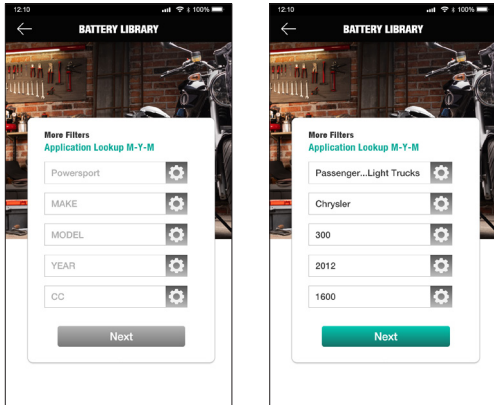 12:10
100%
BATTERY LIBRARY
More Filters
Application Lookup M-Y-M
Powersport
MAKE
MODEL
YEAR
CC
Next
12:10
100%
BATTERY LIBRARY
More Filters
Application Lookup M-Y-M
Passenger...Light Trucks
Chrysler
300
2012
1600
Next